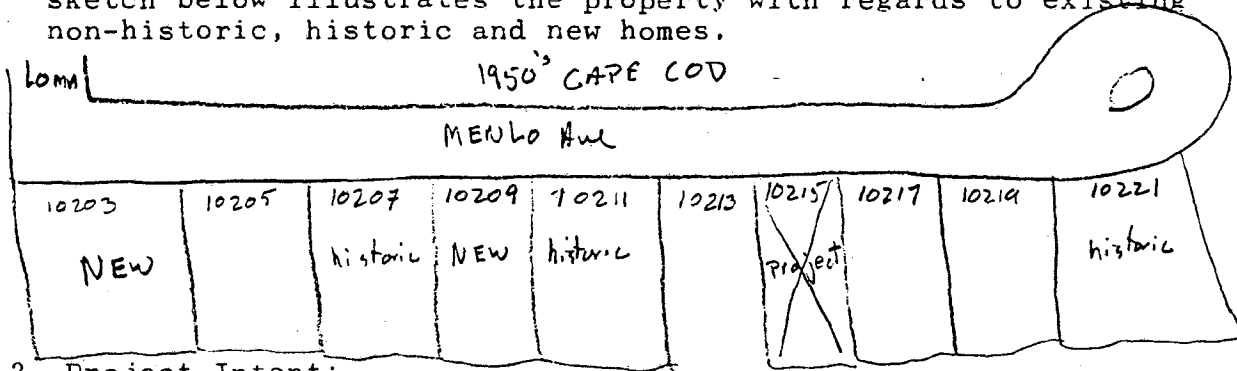 sketch below illustrates the property with regards to existing
non-historic, historic and new homes.
LOMA
1950's CAPE COD
MENLO Ave
10203 10205 10207 10209 10211 10213 10215 10217 10219 10221
NEW historic NEW historic project historic
2. Project Intent: